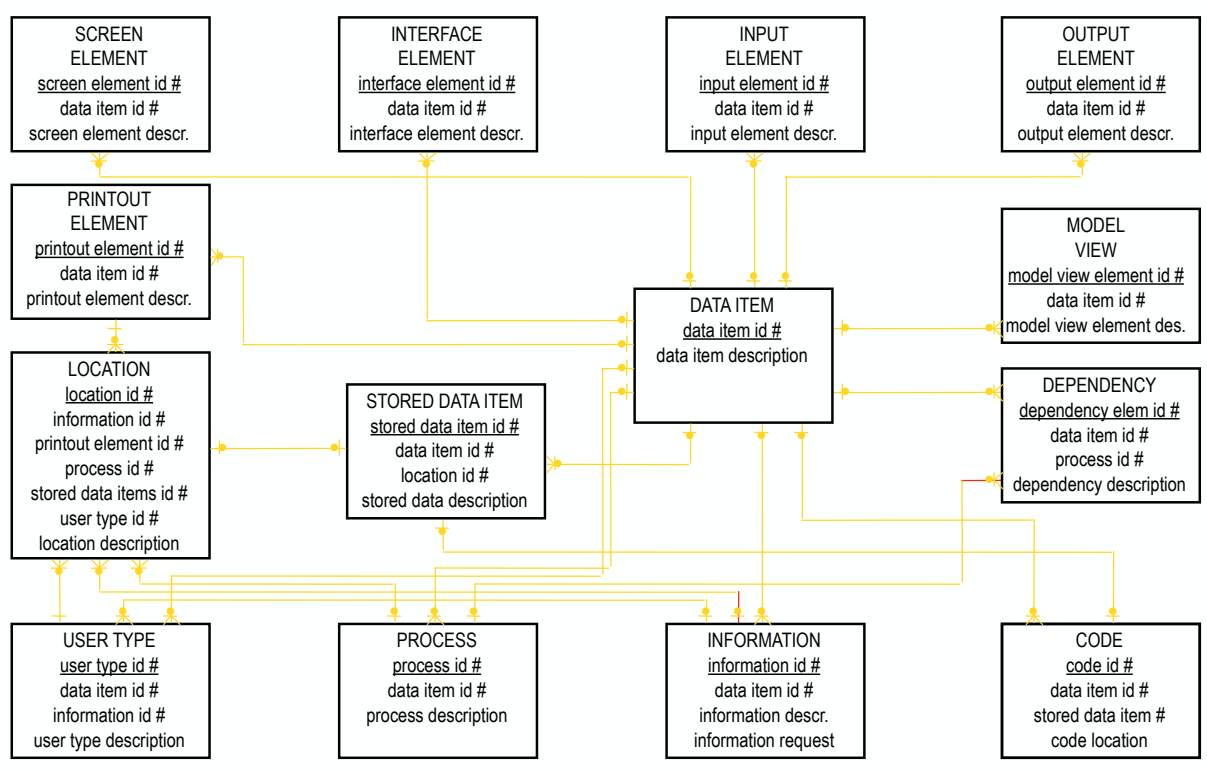 SCREEN
ELEMENT
screen element id #
data item id #
screen element descr.
INTERFACE
ELEMENT
interface element id #
data item id #
interface element descr.
INPUT
ELEMENT
input element id #
data item id #
input element descr.
OUTPUT
ELEMENT
output element id #
data item id #
output element descr.
PRINTOUT
ELEMENT
printout element id #
data item id #
printout element descr.
MODEL
VIEW
model view element id #
data item id #
model view element des.
DATA ITEM
data item id #
data item description
LOCATION
location id #
information id #
printout element id #
process id #
stored data items id #
user type id #
location description
STORED DATA ITEM
stored data item id #
data item id #
location id #
stored data description
DEPENDENCY
dependency elem id #
data item id #
process id #
dependency description
USER TYPE
user type id #
data item id #
information id #
user type description
PROCESS
process id #
data item id #
process description
INFORMATION
information id #
data item id #
information descr.
information request
CODE
code id #
data item id #
stored data item #
code location